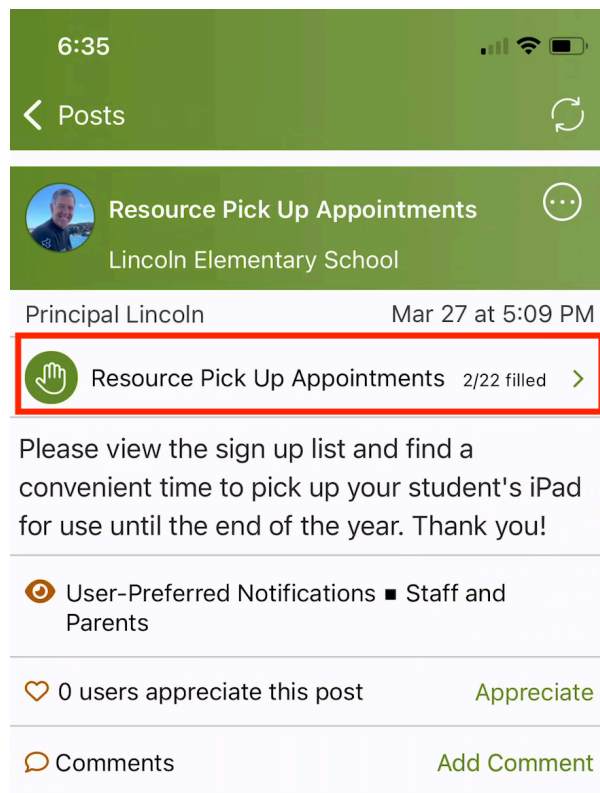 6:35
Posts
Resource Pick Up Appointments
Lincoln Elementary School
Principal Lincoln Mar 27 at 5:09 PM
Resource Pick Up Appointments 2/22 filled
Please view the sign up list and find a
convenient time to pick up your student's iPad
for use until the end of the year. Thank you!
User-Preferred Notifications ▪ Staff and
Parents
0 users appreciate this post Appreciate
Comments Add Comment